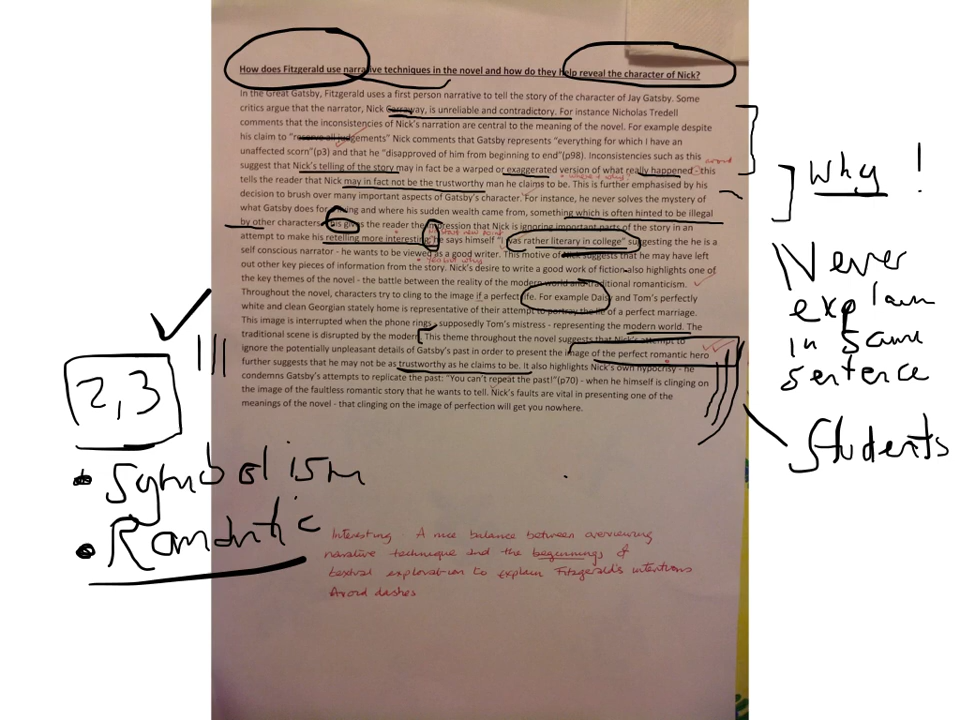 How does Fitzgerald use narrative techniques in the novel and how do they help reveal the character of Nick?
In the Great Gatsby, Fitzgerald uses a first person narrative to tell the story of the character of Jay Gatsby. Some
critics argue that the narrator, Nick Carraway, is unreliable and contradictory. For instance Nicholas Tredell
comments that the inconsistencies of Nick's narration are central to the meaning of the novel. For example despite
his claim to "reserve all judgements" Nick comments that Gatsby represents "everything for which I have an
unaffected scorn"(p3) and that he "disapproved of him from beginning to end"(p98). Inconsistencies such as this
avoid
suggest that Nick's telling of the story may in fact be a warped or exaggerated version of what really happened - this
tells the reader that Nick may in fact not be the trustworthy man he claims to be. This is further emphasised by his
decision to brush over many important aspects of Gatsby's character. For instance, he never solves the mystery of
what Gatsby does for living and where his sudden wealth came from, something which is often hinted to be illegal
by other characters. This gives the reader the impression that Nick is ignoring important parts of the story in an
attempt to make his retelling more interesting, he says himself "I was rather literary in college" suggesting the he is a
self conscious narrator - he wants to be viewed as a good writer. This motive of Nick suggests that he may have left
out other key pieces of information from the story. Nick's desire to write a good work of fiction also highlights one of
the key themes of the novel - the battle between the reality of the modern world and traditional romanticism.
Throughout the novel, characters try to cling to the image if a perfect life. For example Daisy and Tom's perfectly
white and clean Georgian stately home is representative of their attempt to portray the life of a perfect marriage.
This image is interrupted when the phone rings, supposedly Tom's mistress - representing the modern world. The
traditional scene is disrupted by the modern. This theme throughout the novel suggests that Nick's attempt to
ignore the potentially unpleasant details of Gatsby's past in order to present the image of the perfect romantic hero
further suggests that he may not be as trustworthy as he claims to be. It also highlights Nick's own hypocrisy - he
condemns Gatsby's attempts to replicate the past: "You can't repeat the past!"(p70) - when he himself is clinging on
the image of the faultless romantic story that he wants to tell. Nick's faults are vital in presenting one of the
meanings of the novel - that clinging on the image of perfection will get you nowhere.
Why !
Never
explain
in same
sentence
Students
2,3
• Symbolism
• Romantic
Interesting. A nice balance between overviewing
narrative technique and the beginnings of
textual exploration to explain Fitzgerald's intentions
Avoid dashes